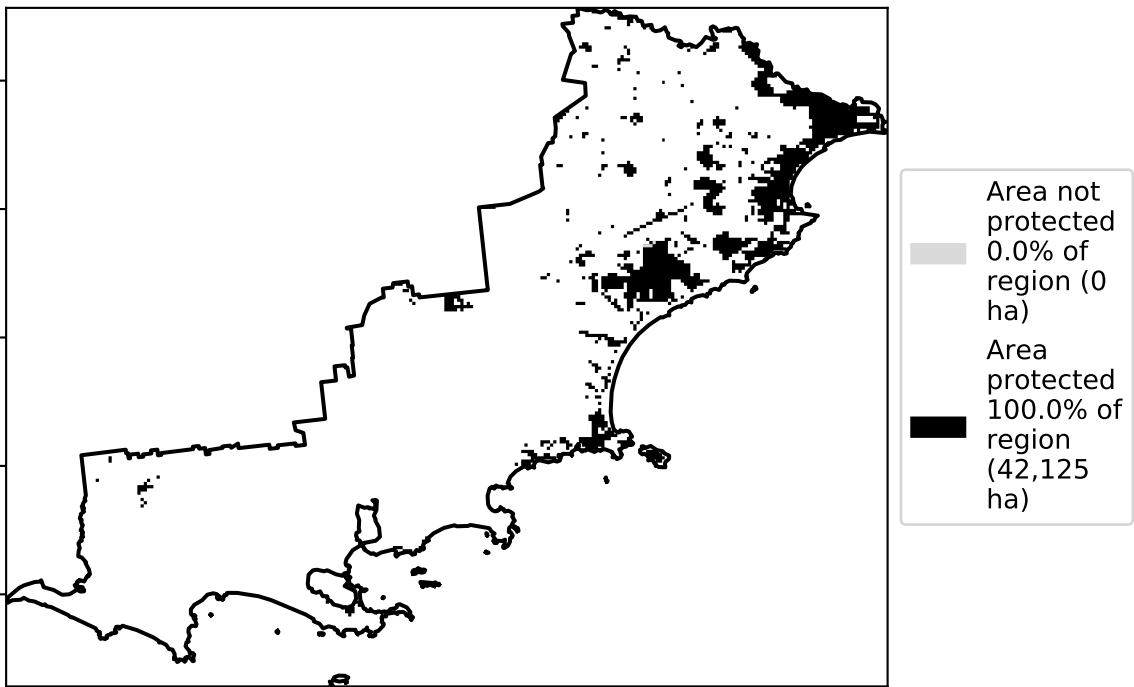 Area not
protected
0.0% of
region (0
ha)
Area
protected
100.0% of
region
(42,125
ha)